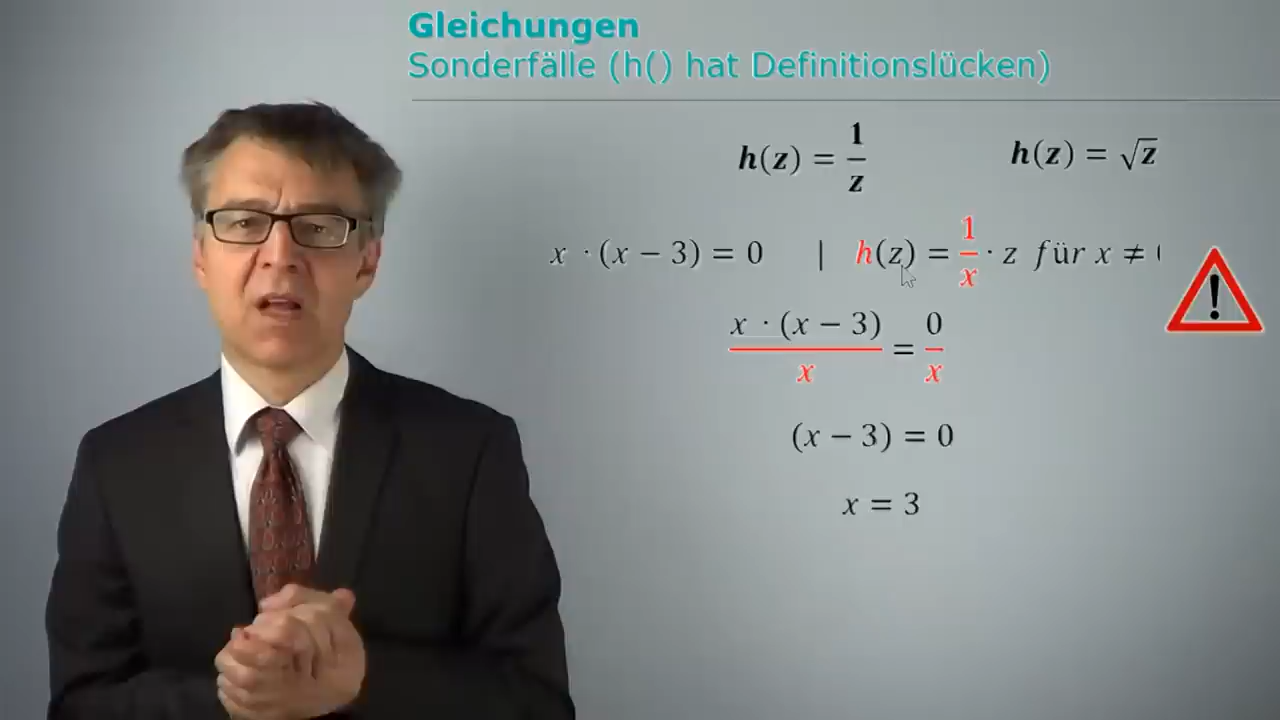 Gleichungen
Sonderfälle (h() hat Definitionslücken)
h(z) = 1/z h(z) = √z
x · (x − 3) = 0 | h(z) = 1/x · z für x ≠
x · (x − 3)/x = 0/x
(x − 3) = 0
x = 3
!